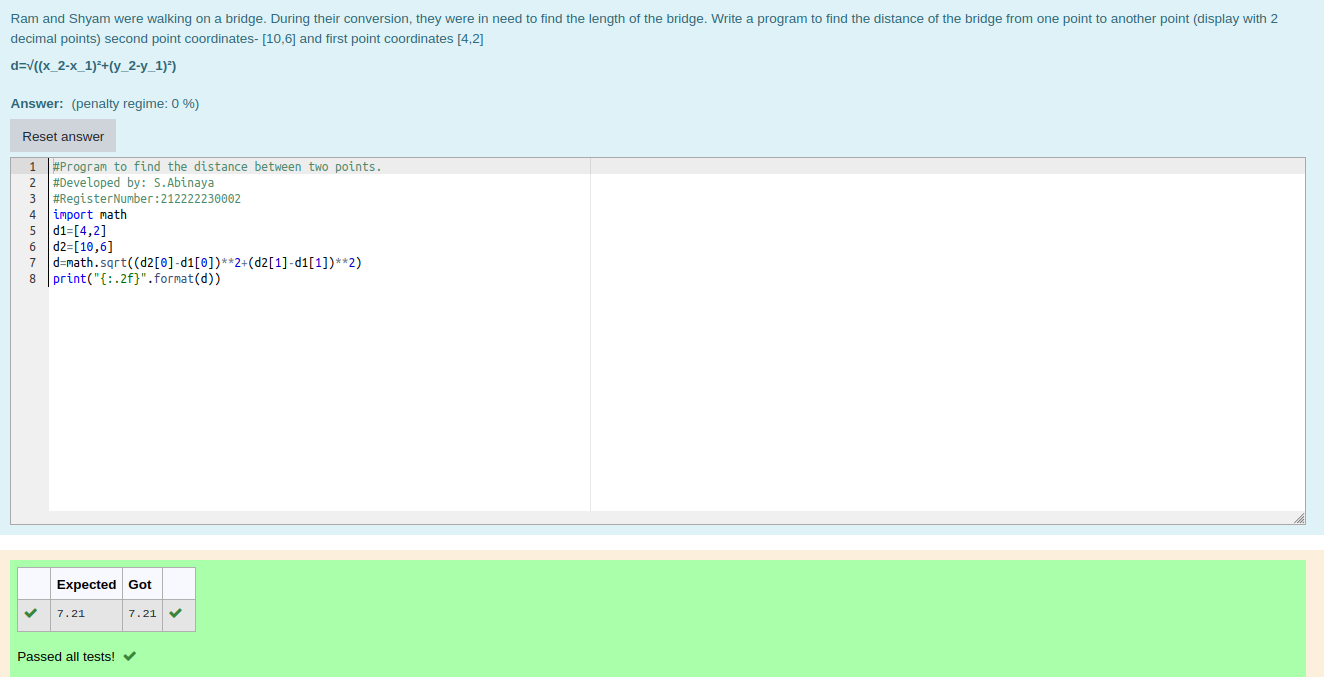 Ram and Shyam were walking on a bridge. During their conversion, they were in need to find the length of the bridge. Write a program to find the distance of the bridge from one point to another point (display with 2
decimal points) second point coordinates- [10,6] and first point coordinates [4,2]
d=√((x_2-x_1)²+(y_2-y_1)²)
Answer: (penalty regime: 0 %)
Reset answer
1 #Program to find the distance between two points.
2 #Developed by: S.Abinaya
3 #RegisterNumber:212222230002
4 import math
5 d1=[4,2]
6 d2=[10,6]
7 d=math.sqrt((d2[0]-d1[0])**2+(d2[1]-d1[1])**2)
8 print("{:.2f}".format(d))
Expected Got
7.21 7.21
Passed all tests!